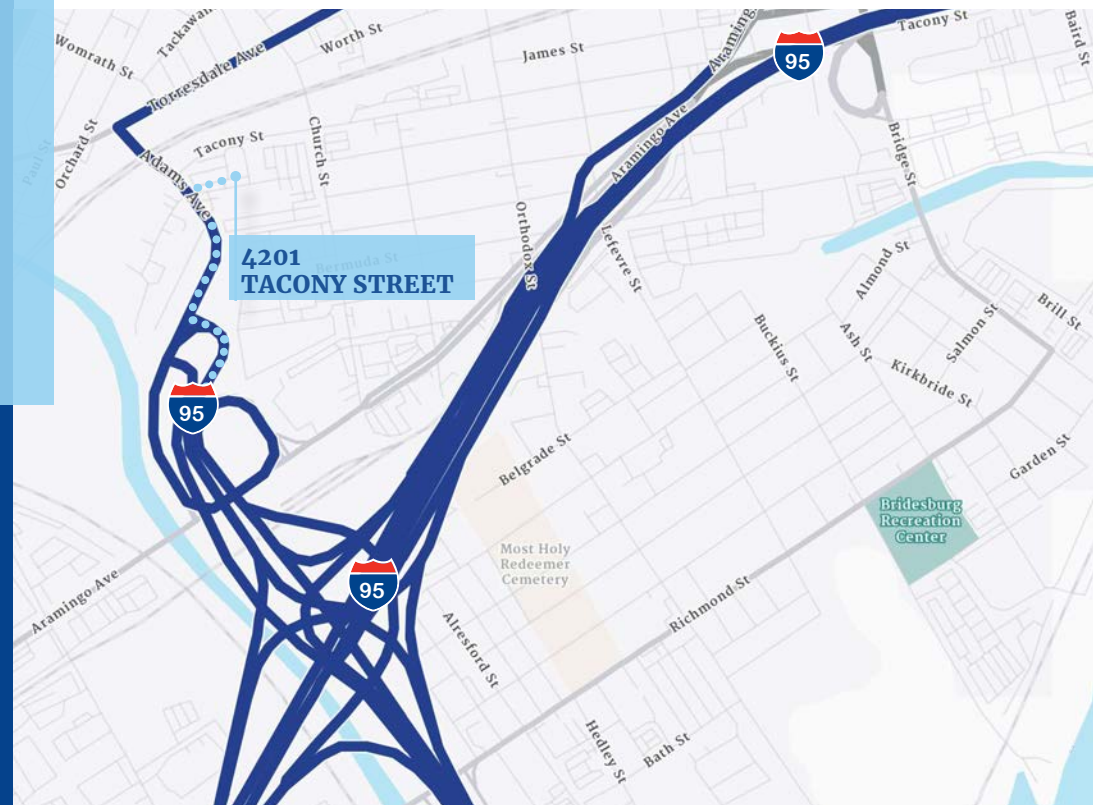 Womrath St
Tackawan
Worth St
Torresdale Ave
James St
Aramingo
Tacony St
Baird St
95
Paul St
Orchard St
Tacony St
Church St
Adams Ave
Aramingo Ave
Bridge St
4201
TACONY STREET
Bermuda St
Orthodox St
Lefevre St
Almond St
Buckius St
Ash St
Salmon St
Brill St
Kirkbride St
95
Belgrade St
Garden St
Bridesburg
Recreation
Center
Most Holy
Redeemer
Cemetery
95
Aramingo Ave
Richmond St
Alresford St
Hedley St
Bath St